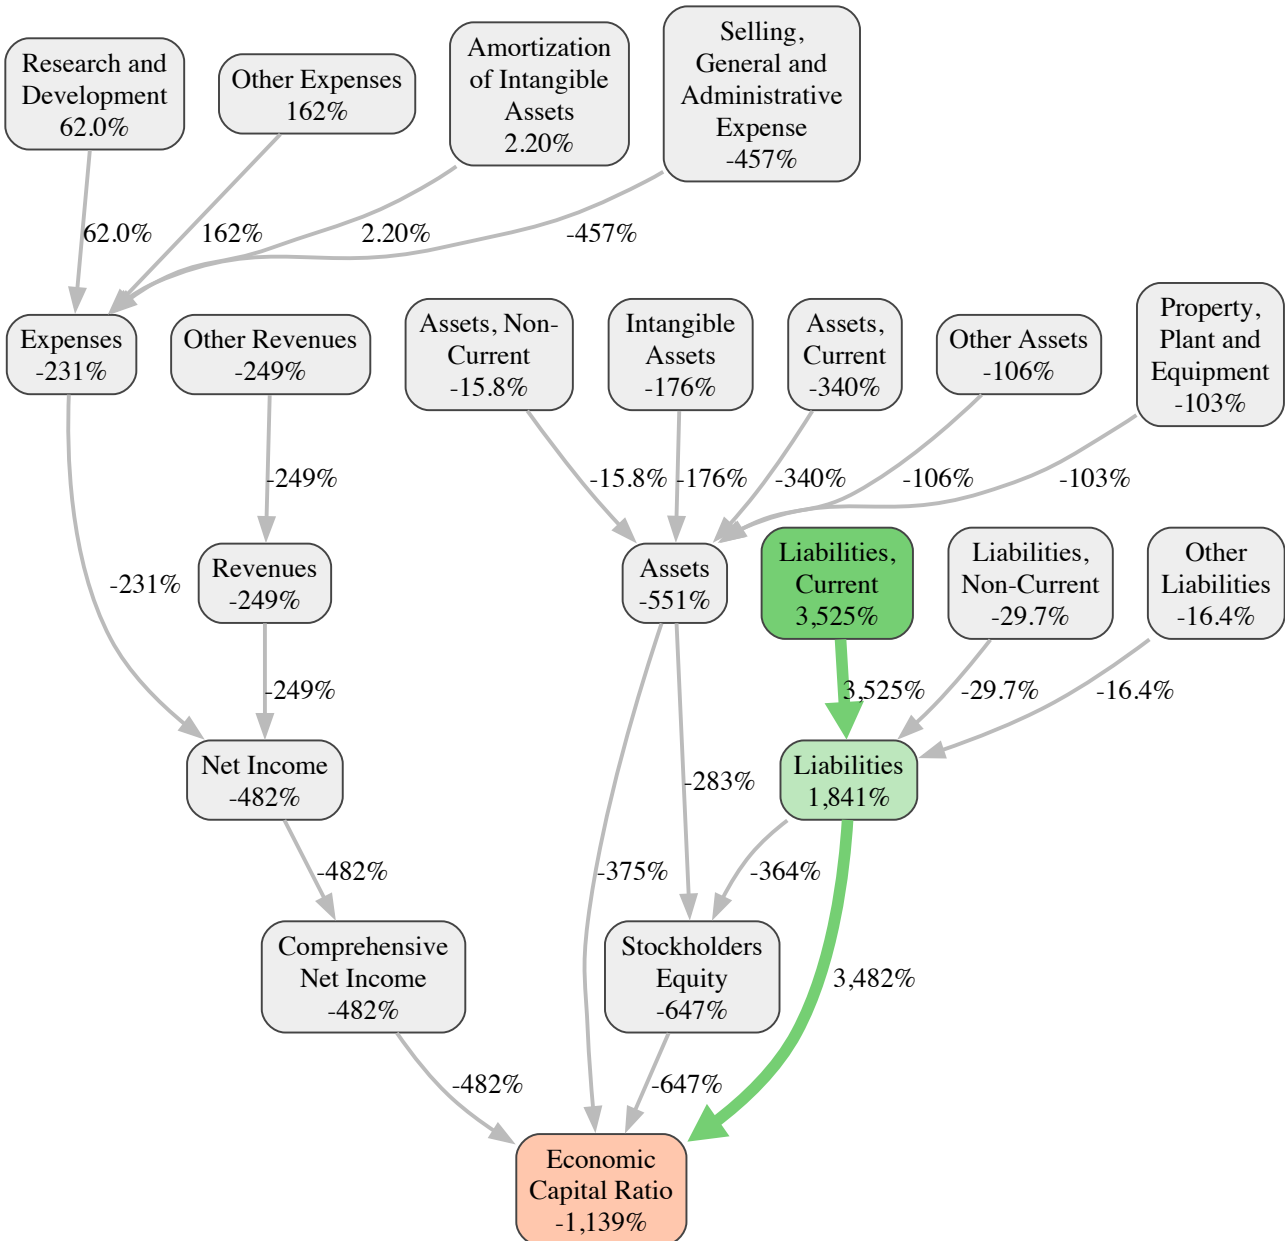 Research and
Development
62.0%
Other Expenses
162%
Amortization
of Intangible
Assets
2.20%
Selling,
General and
Administrative
Expense
-457%
62.0%
162%
2.20%
-457%
Expenses
-231%
Other Revenues
-249%
Assets, Non-
Current
-15.8%
Intangible
Assets
-176%
Assets,
Current
-340%
Other Assets
-106%
Property,
Plant and
Equipment
-103%
-249%
-15.8%
-176%
-340%
-106%
-103%
-231%
Revenues
-249%
Assets
-551%
Liabilities,
Current
3,525%
Liabilities,
Non-Current
-29.7%
Other
Liabilities
-16.4%
-249%
3,525%
-29.7%
-16.4%
Net Income
-482%
-283%
Liabilities
1,841%
-482%
-375%
-364%
Comprehensive
Net Income
-482%
Stockholders
Equity
-647%
3,482%
-482%
-647%
Economic
Capital Ratio
-1,139%